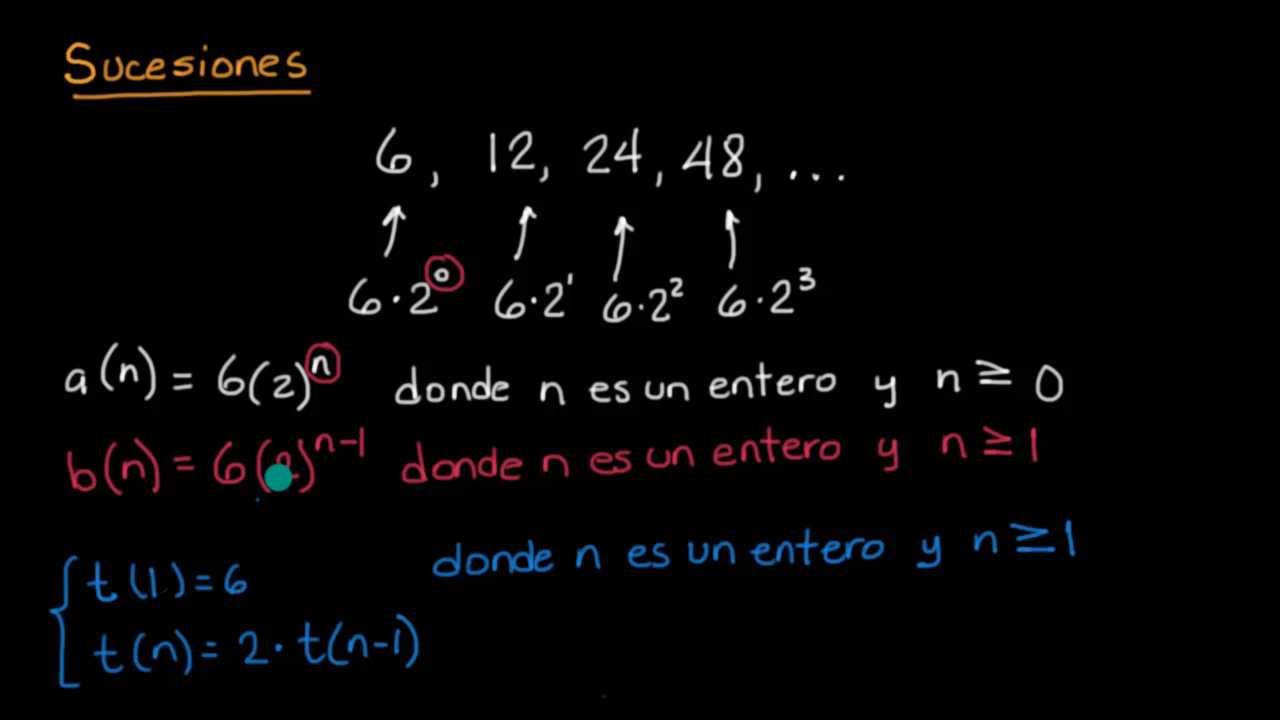 Sucesiones
6, 12, 24, 48, ...
6·2⁰ 6·2¹ 6·2² 6·2³
a(n) = 6(2)ⁿ donde n es un entero y n ≥ 0
b(n) = 6(2)ⁿ⁻¹ donde n es un entero y n ≥ 1
donde n es un entero y n ≥ 1
t(1) = 6
t(n) = 2 · t(n-1)